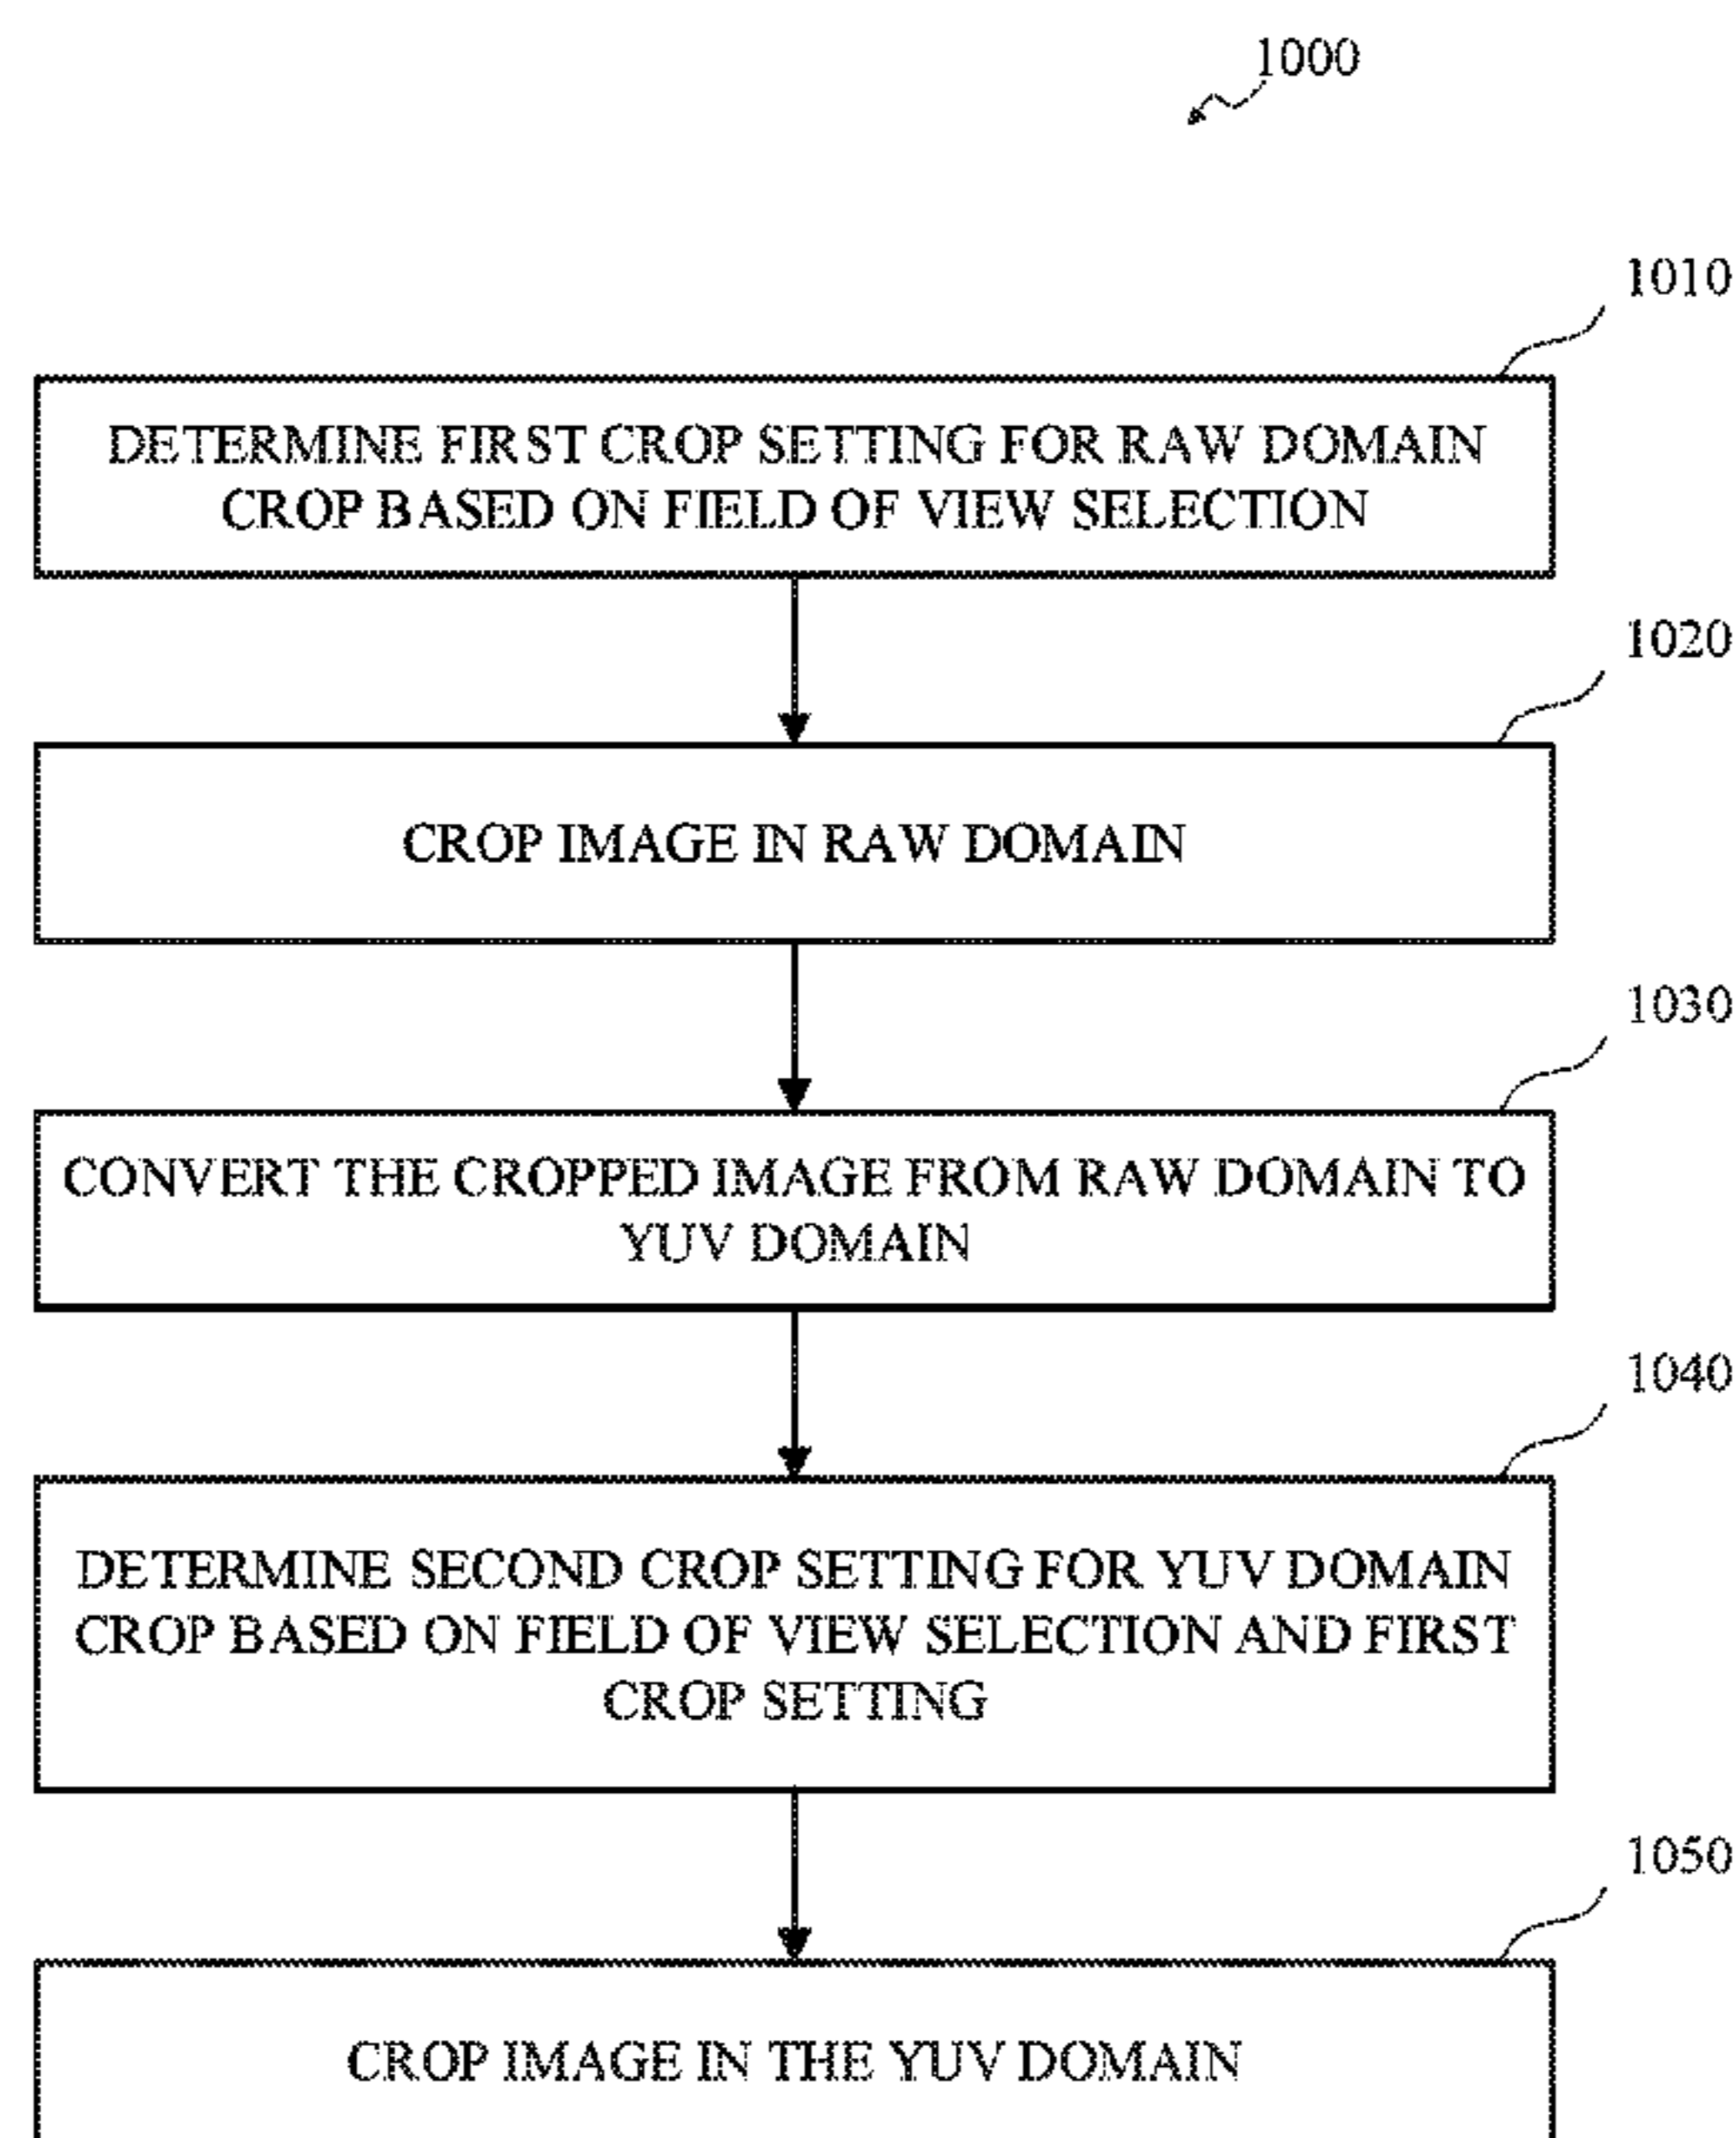 1000
1010
DETERMINE FIRST CROP SETTING FOR RAW DOMAIN
CROP BASED ON FIELD OF VIEW SELECTION
1020
CROP IMAGE IN RAW DOMAIN
1030
CONVERT THE CROPPED IMAGE FROM RAW DOMAIN TO
YUV DOMAIN
1040
DETERMINE SECOND CROP SETTING FOR YUV DOMAIN
CROP BASED ON FIELD OF VIEW SELECTION AND FIRST
CROP SETTING
1050
CROP IMAGE IN THE YUV DOMAIN